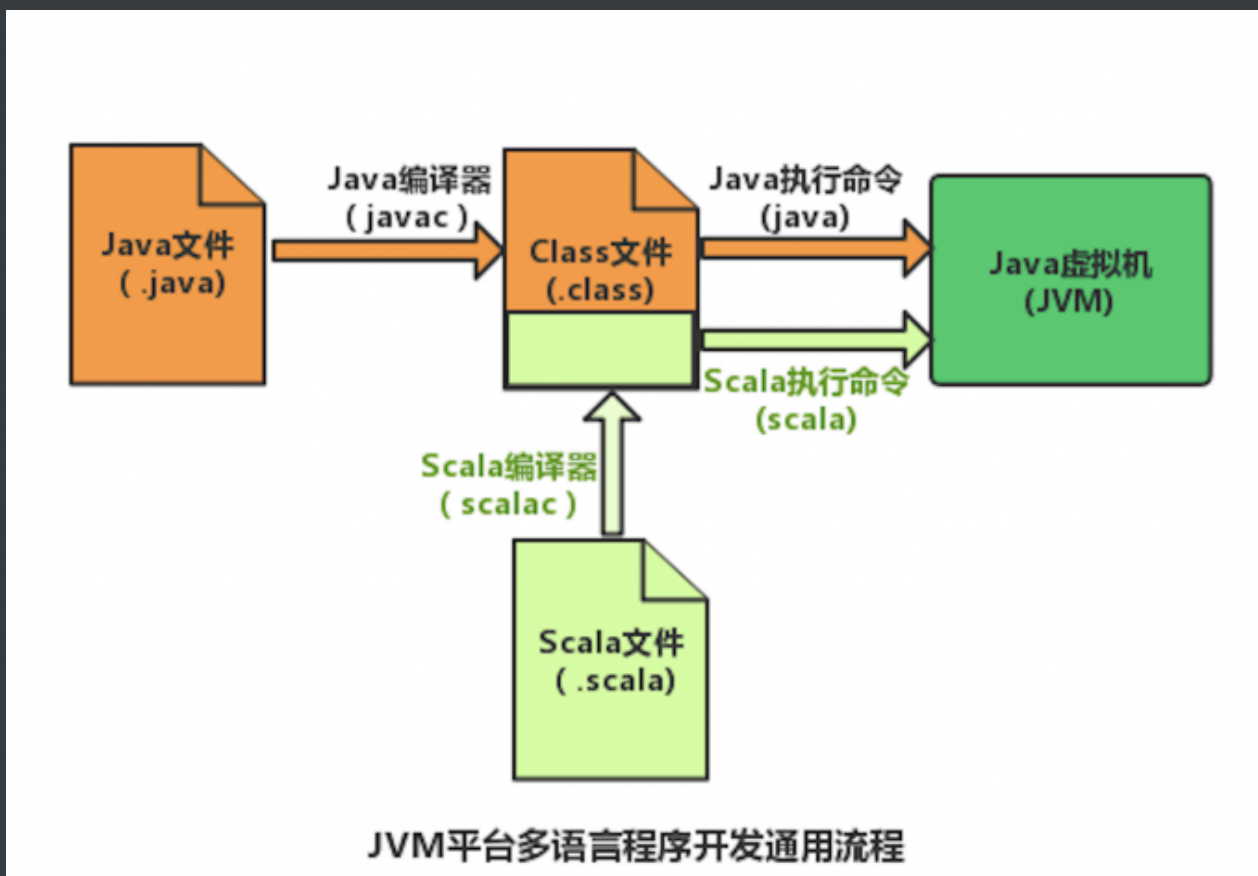 Java文件
( .java)
Java编译器
( javac )
Class文件
(.class)
Java执行命令
(java)
Java虚拟机
(JVM)
Scala执行命令
(scala)
Scala编译器
( scalac )
Scala文件
( .scala)
JVM平台多语言程序开发通用流程